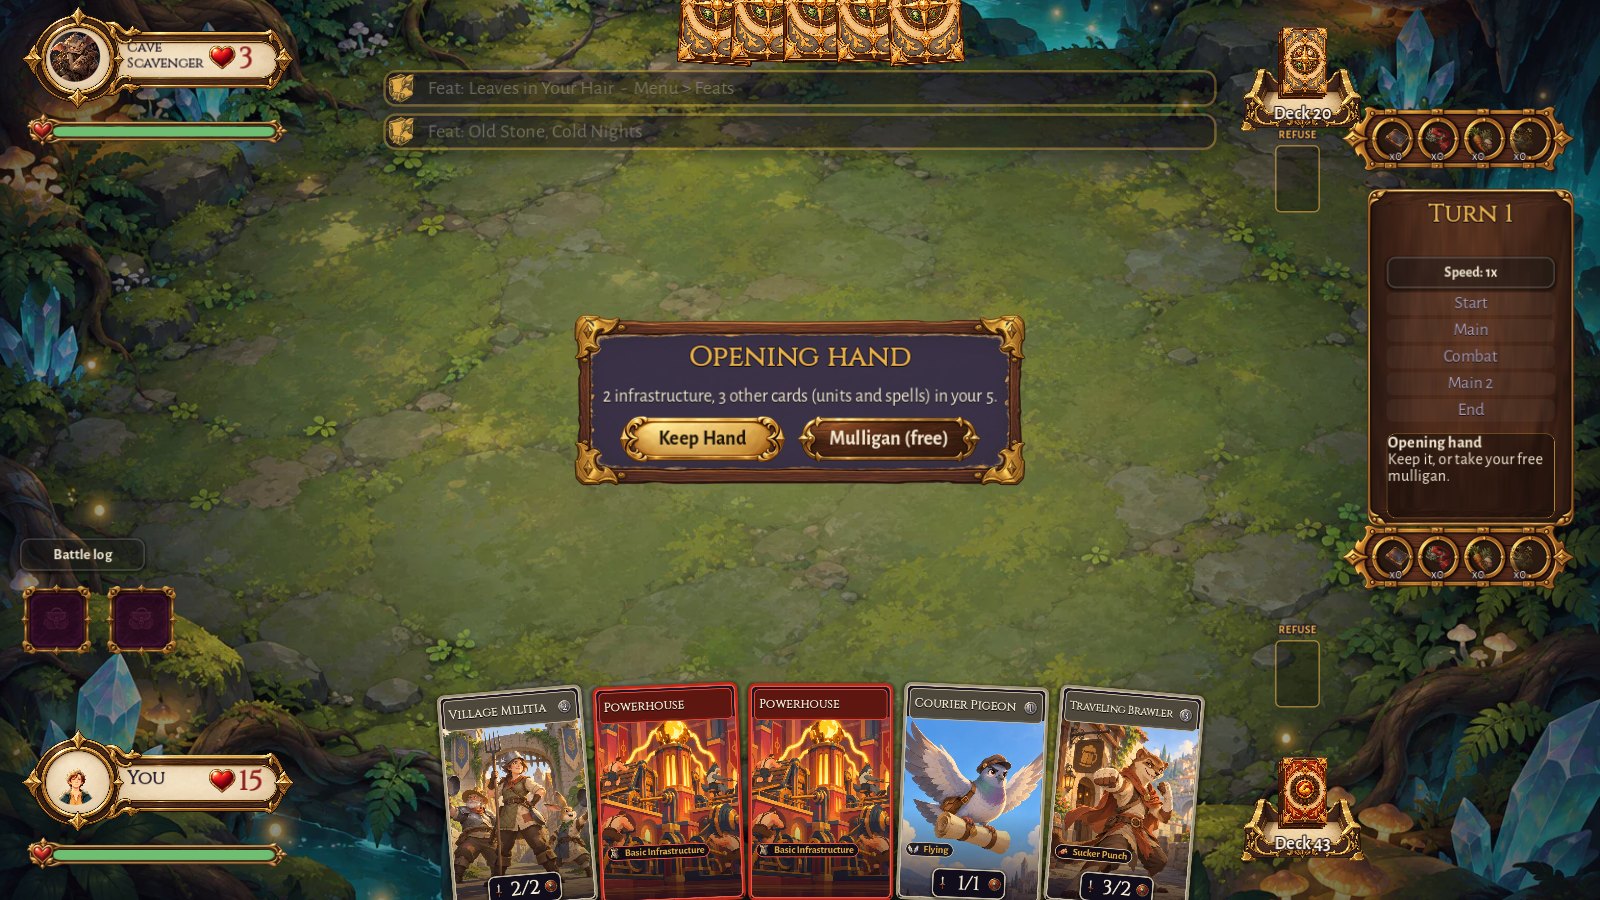 Cave Scavenger
3
Feat: Leaves in Your Hair - Menu > Feats
Feat: Old Stone, Cold Nights
Deck 20
REFUSE
x0 x0 x0 x0
Turn 1
Speed: 1x
Start
Main
Combat
Main 2
End
Opening hand
Keep it, or take your free
mulligan.
x0 x0 x0 x0
Opening hand
2 infrastructure, 3 other cards (units and spells) in your 5.
Keep Hand
Mulligan (free)
Battle log
REFUSE
You
15
Deck 43
Village Militia 2
2/2
Powerhouse
Basic Infrastructure
Powerhouse
Basic Infrastructure
Courier Pigeon 1
Flying
1/1
Traveling Brawler 3
Sucker Punch
3/2